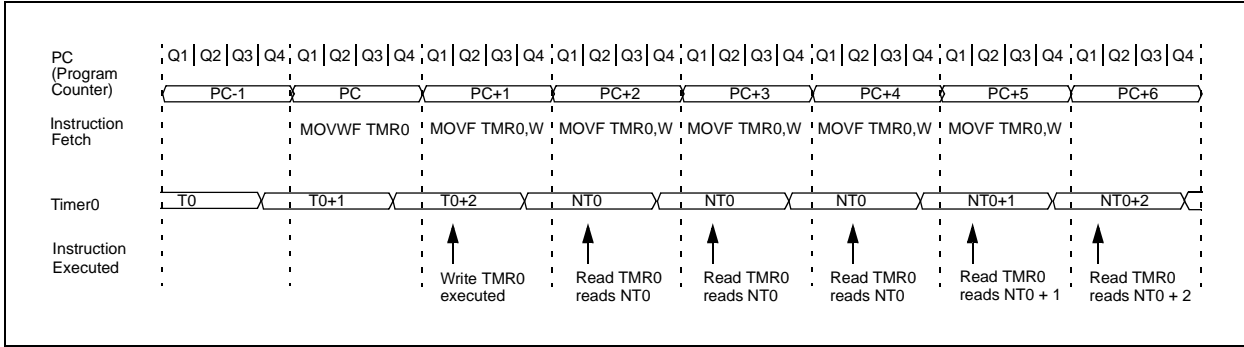 PC
(Program
Counter)
Q1 Q2 Q3 Q4 Q1 Q2 Q3 Q4 Q1 Q2 Q3 Q4 Q1 Q2 Q3 Q4 Q1 Q2 Q3 Q4 Q1 Q2 Q3 Q4 Q1 Q2 Q3 Q4 Q1 Q2 Q3 Q4
PC-1 PC PC+1 PC+2 PC+3 PC+4 PC+5 PC+6
Instruction
Fetch
MOVWF TMR0 MOVF TMR0,W MOVF TMR0,W MOVF TMR0,W MOVF TMR0,W MOVF TMR0,W
Timer0
T0 T0+1 T0+2 NT0 NT0 NT0 NT0+1 NT0+2
Instruction
Executed
Write TMR0
executed
Read TMR0
reads NT0
Read TMR0
reads NT0
Read TMR0
reads NT0
Read TMR0
reads NT0 + 1
Read TMR0
reads NT0 + 2